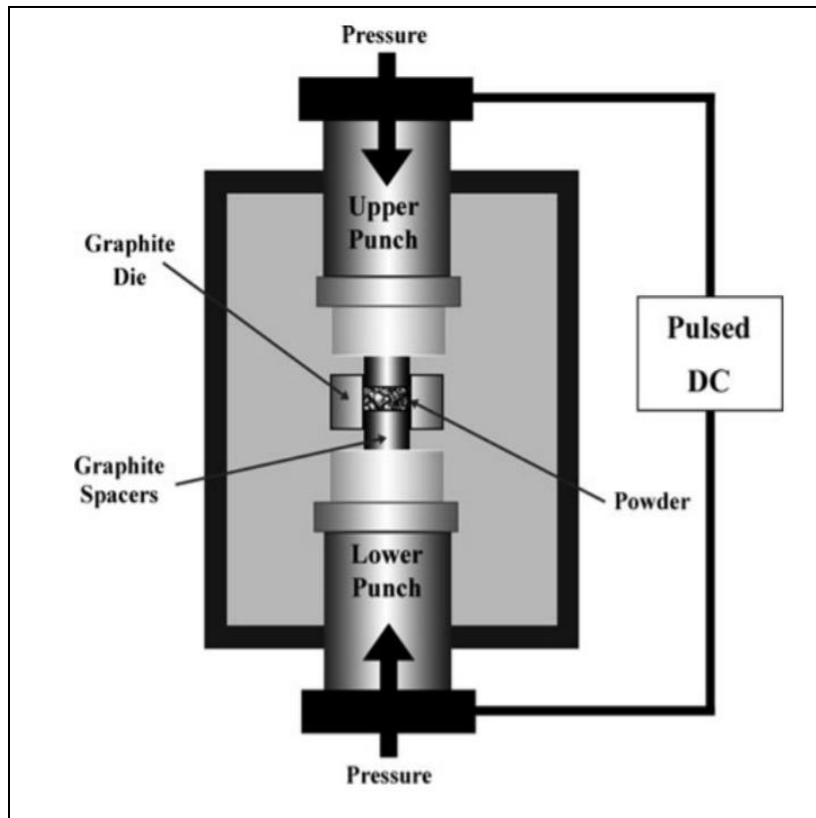 Pressure
Upper
Punch
Graphite
Die
Pulsed
DC
Graphite
Spacers
Powder
Lower
Punch
Pressure